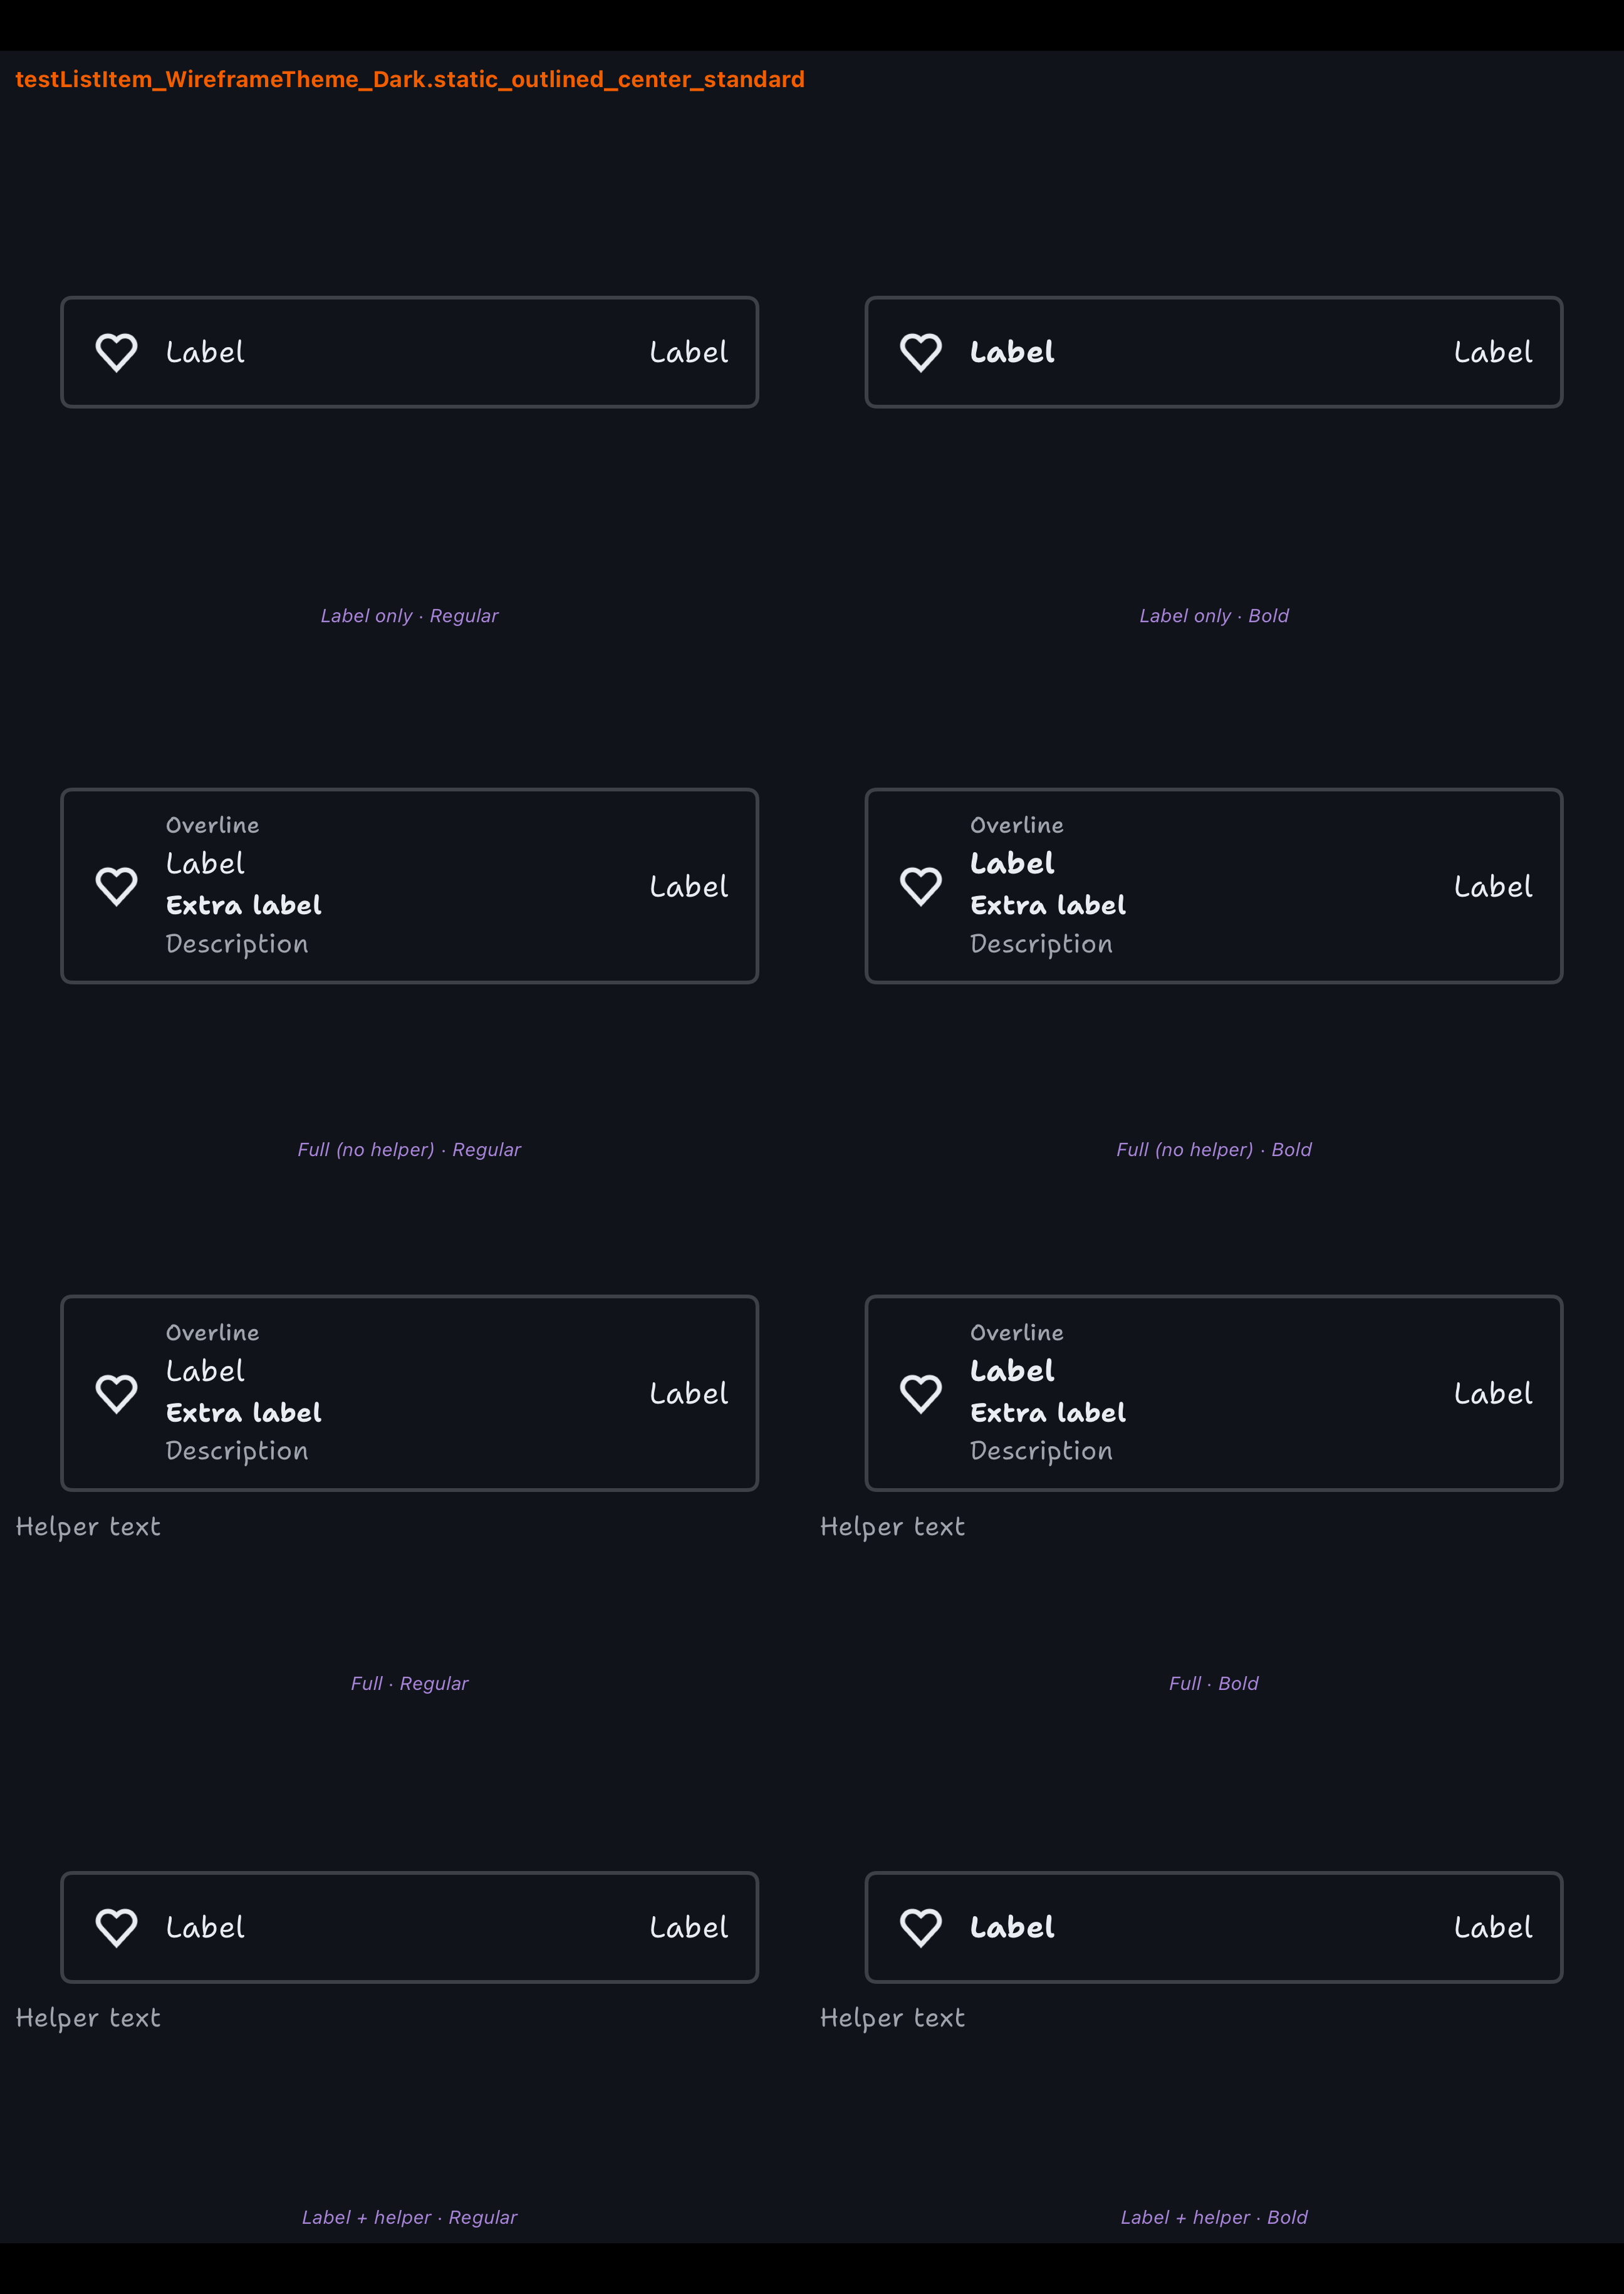 testListItem_WireframeTheme_Dark.static_outlined_center_standard
Label
Label
Label
Label
Label only · Regular
Label only · Bold
Overline
Label
Extra label
Description
Label
Overline
Label
Extra label
Description
Label
Full (no helper) · Regular
Full (no helper) · Bold
Overline
Label
Extra label
Description
Label
Helper text
Overline
Label
Extra label
Description
Label
Helper text
Full · Regular
Full · Bold
Label
Label
Helper text
Label
Label
Helper text
Label + helper · Regular
Label + helper · Bold